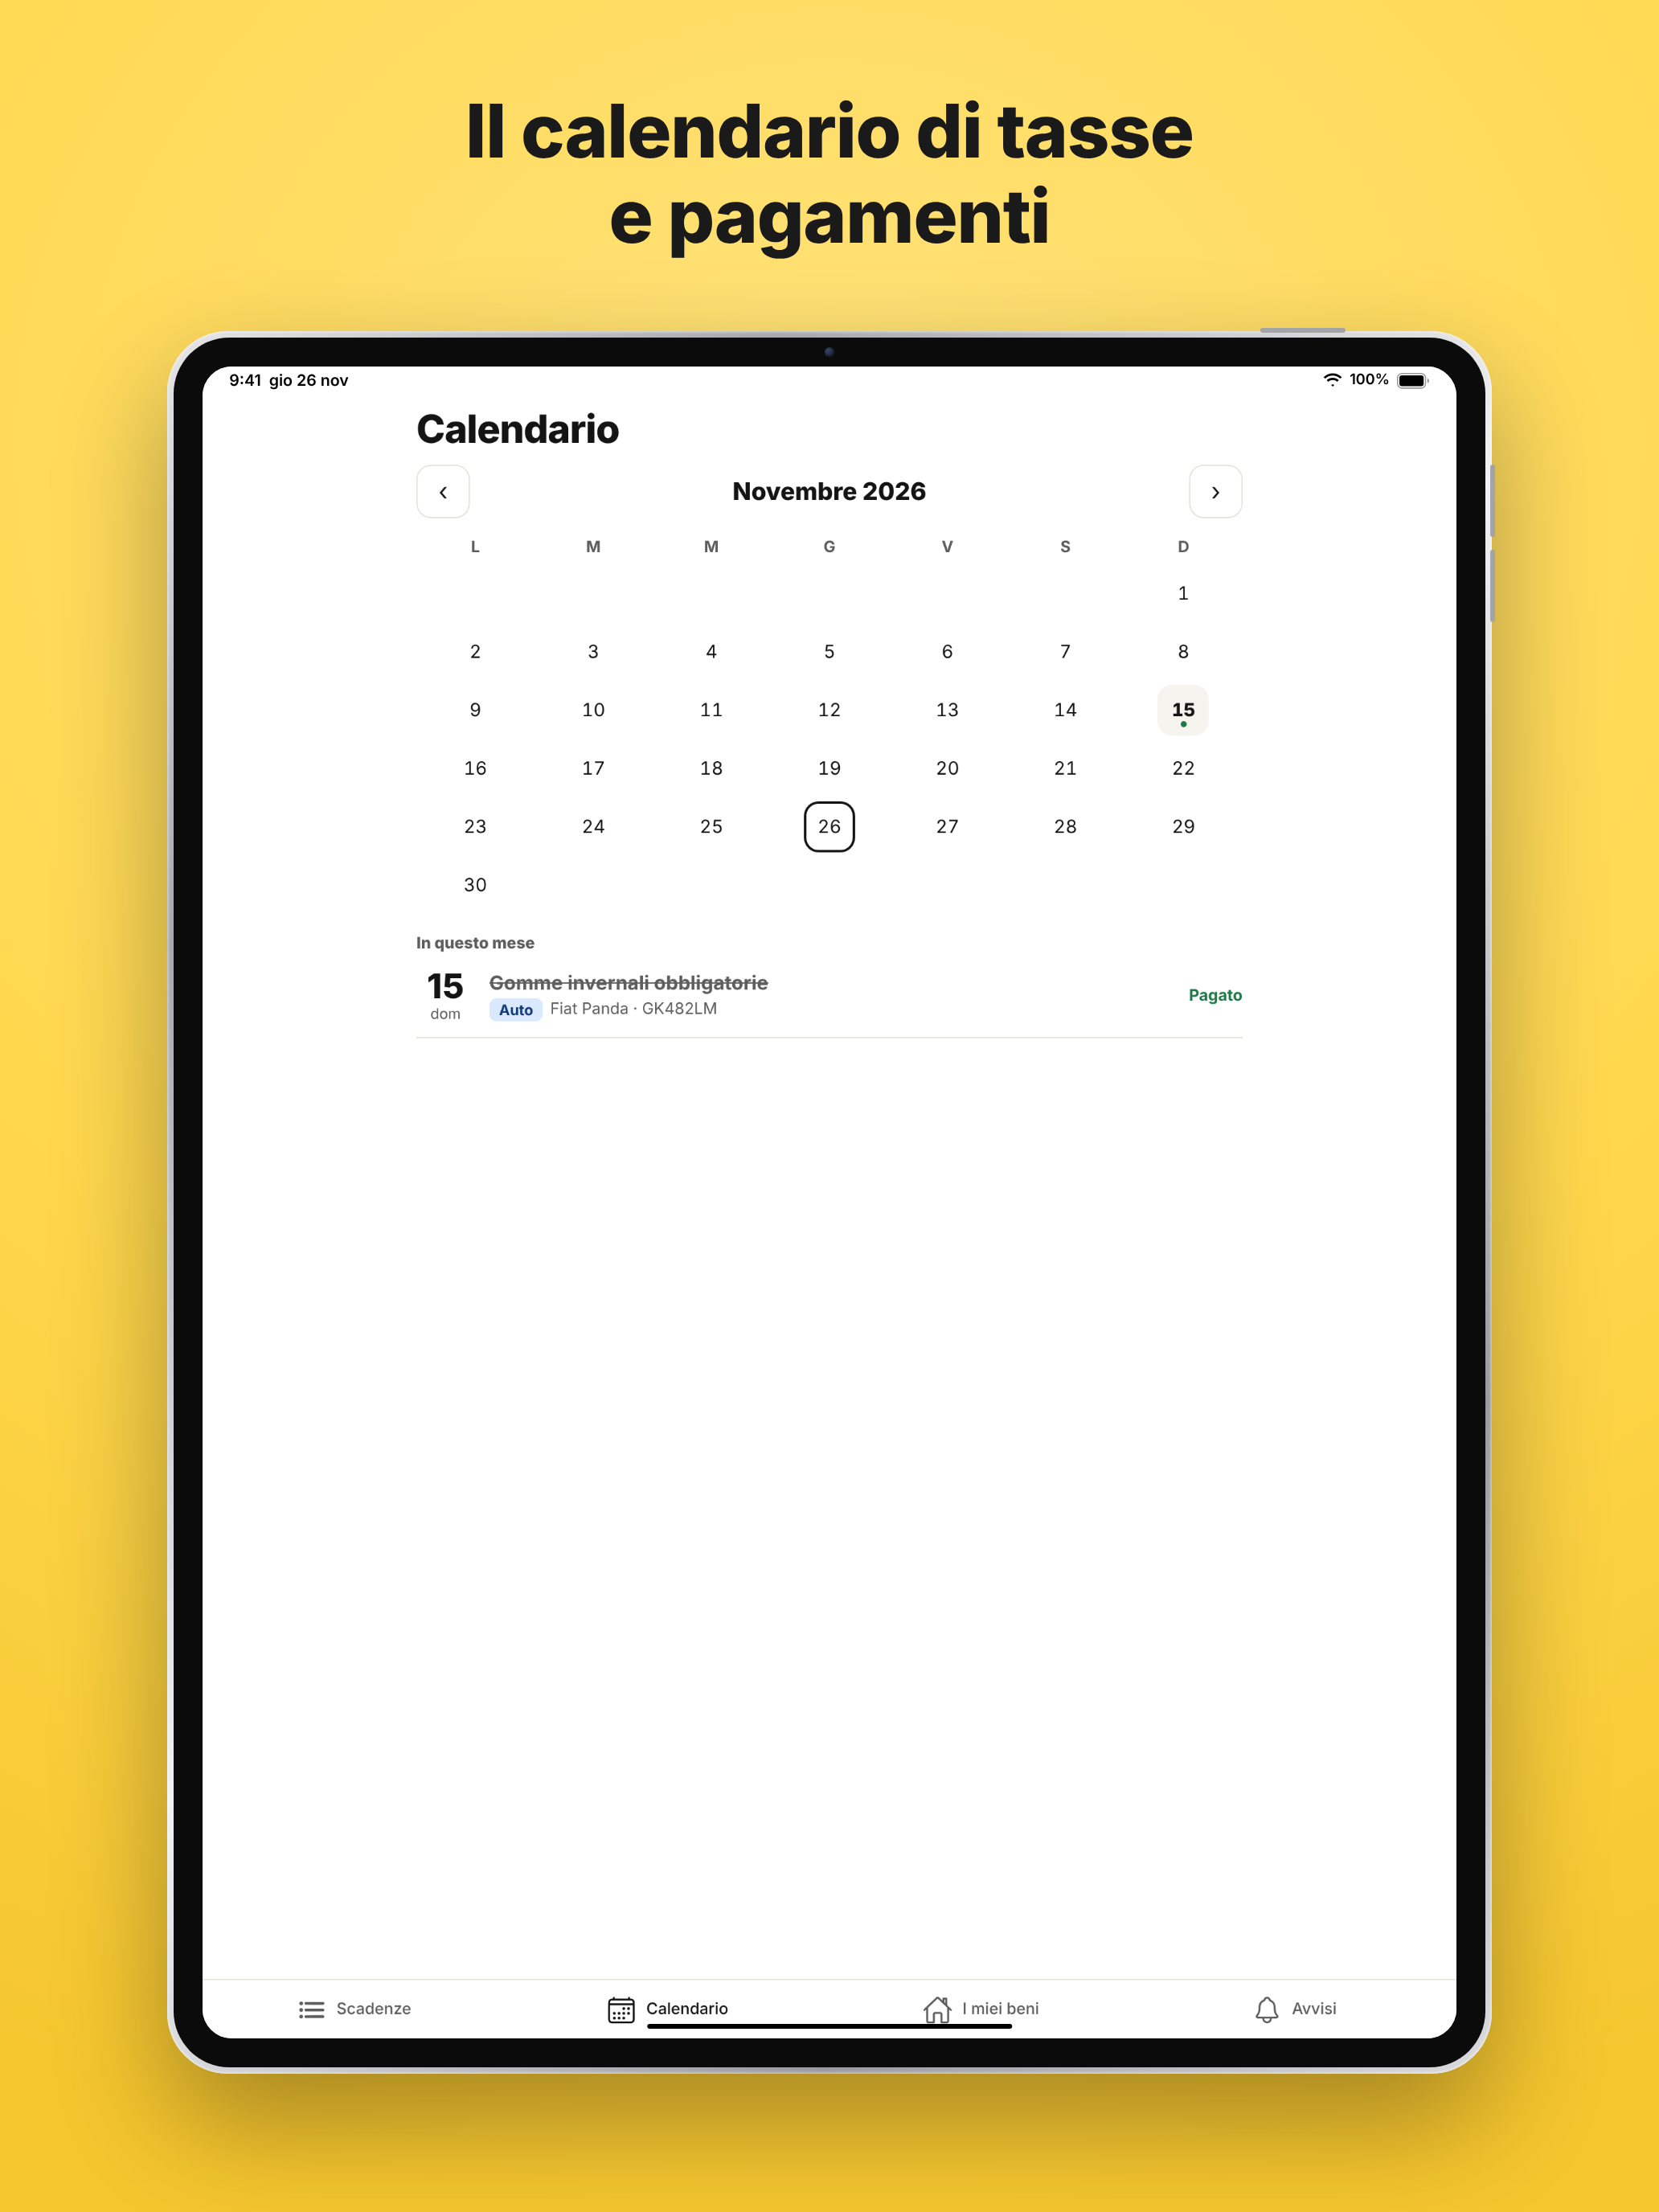 Il calendario di tasse
e pagamenti
9:41 gio 26 nov 100%
Calendario
‹ Novembre 2026 ›
L M M G V S D
1
2 3 4 5 6 7 8
9 10 11 12 13 14 15
16 17 18 19 20 21 22
23 24 25 26 27 28 29
30
In questo mese
15 Gomme invernali obbligatorie
dom Auto Fiat Panda · GK482LM Pagato
Scadenze Calendario I miei beni Avvisi